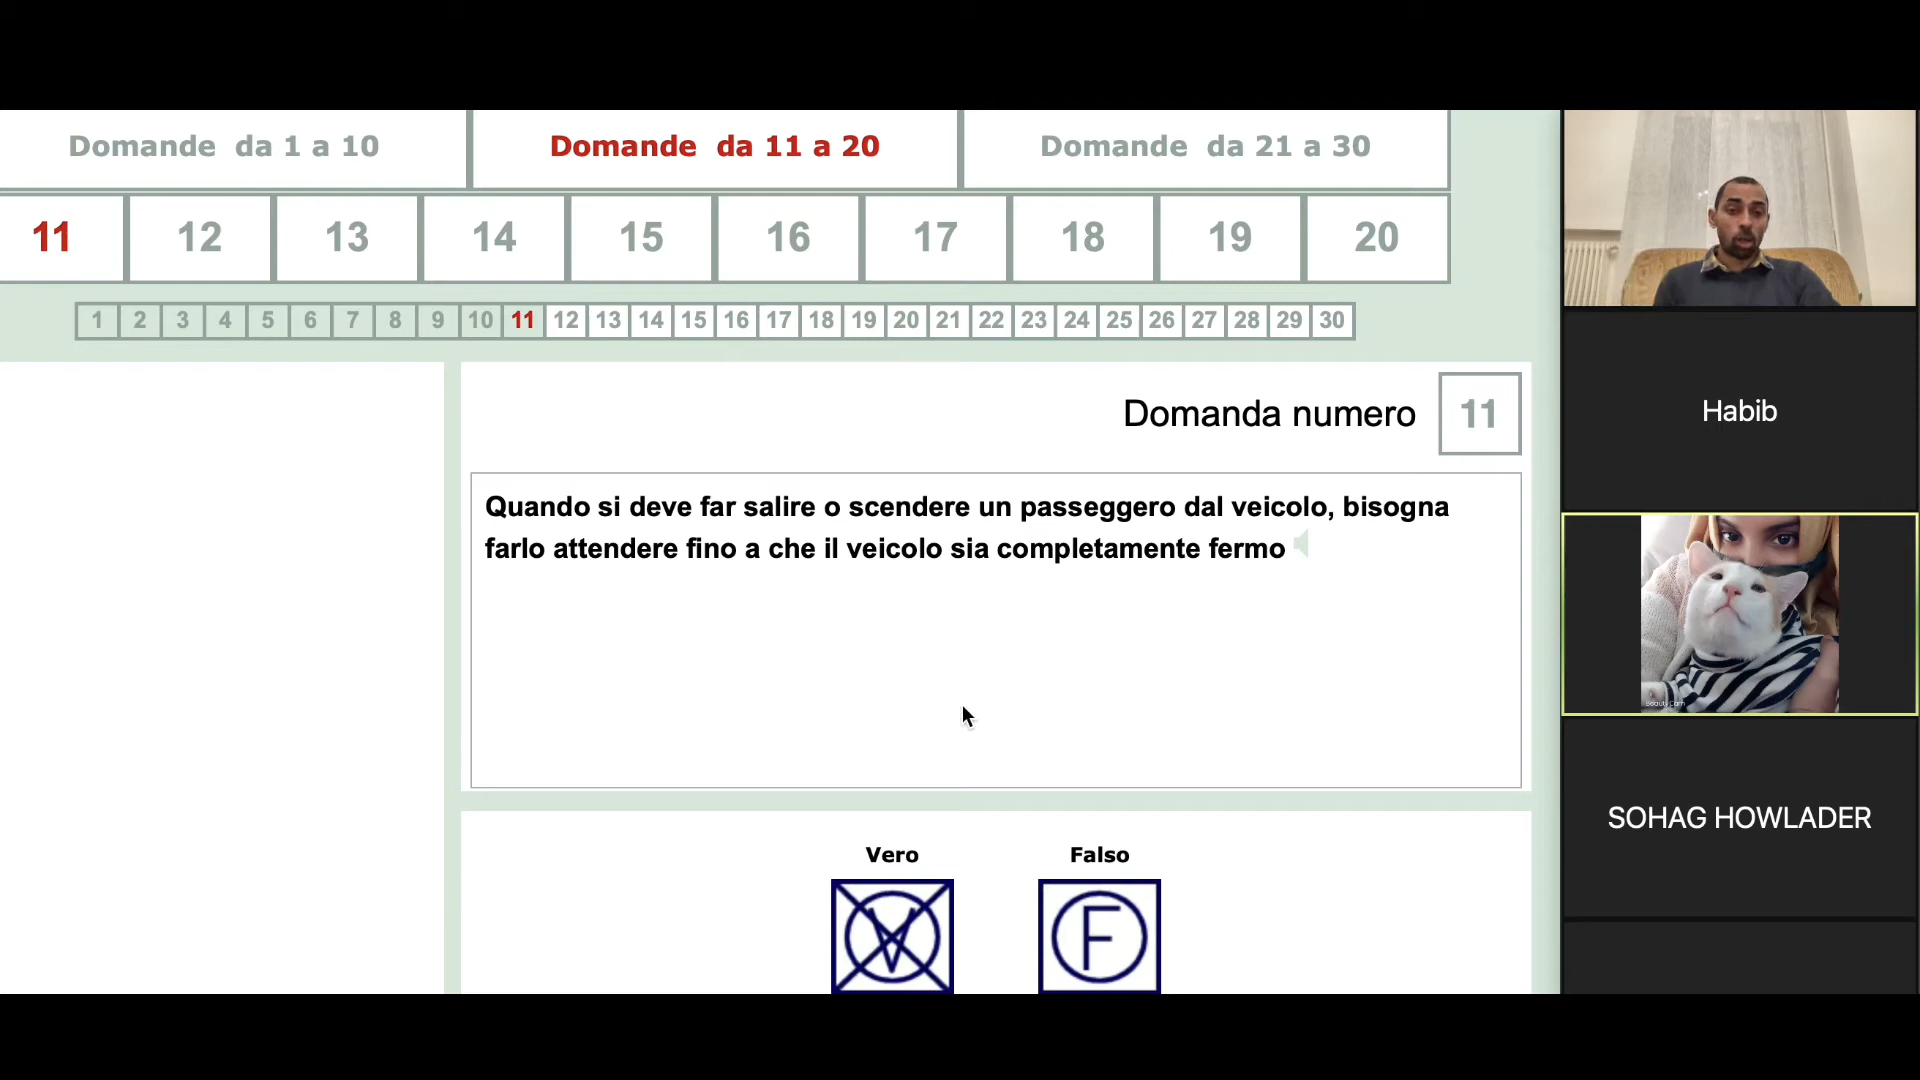 Domande da 1 a 10
Domande da 11 a 20
Domande da 21 a 30
11 12 13 14 15 16 17 18 19 20
1 2 3 4 5 6 7 8 9 10 11 12 13 14 15 16 17 18 19 20 21 22 23 24 25 26 27 28 29 30
Domanda numero 11
Quando si deve far salire o scendere un passeggero dal veicolo, bisogna
farlo attendere fino a che il veicolo sia completamente fermo
Vero Falso
V F
Habib
BeautyCam
SOHAG HOWLADER